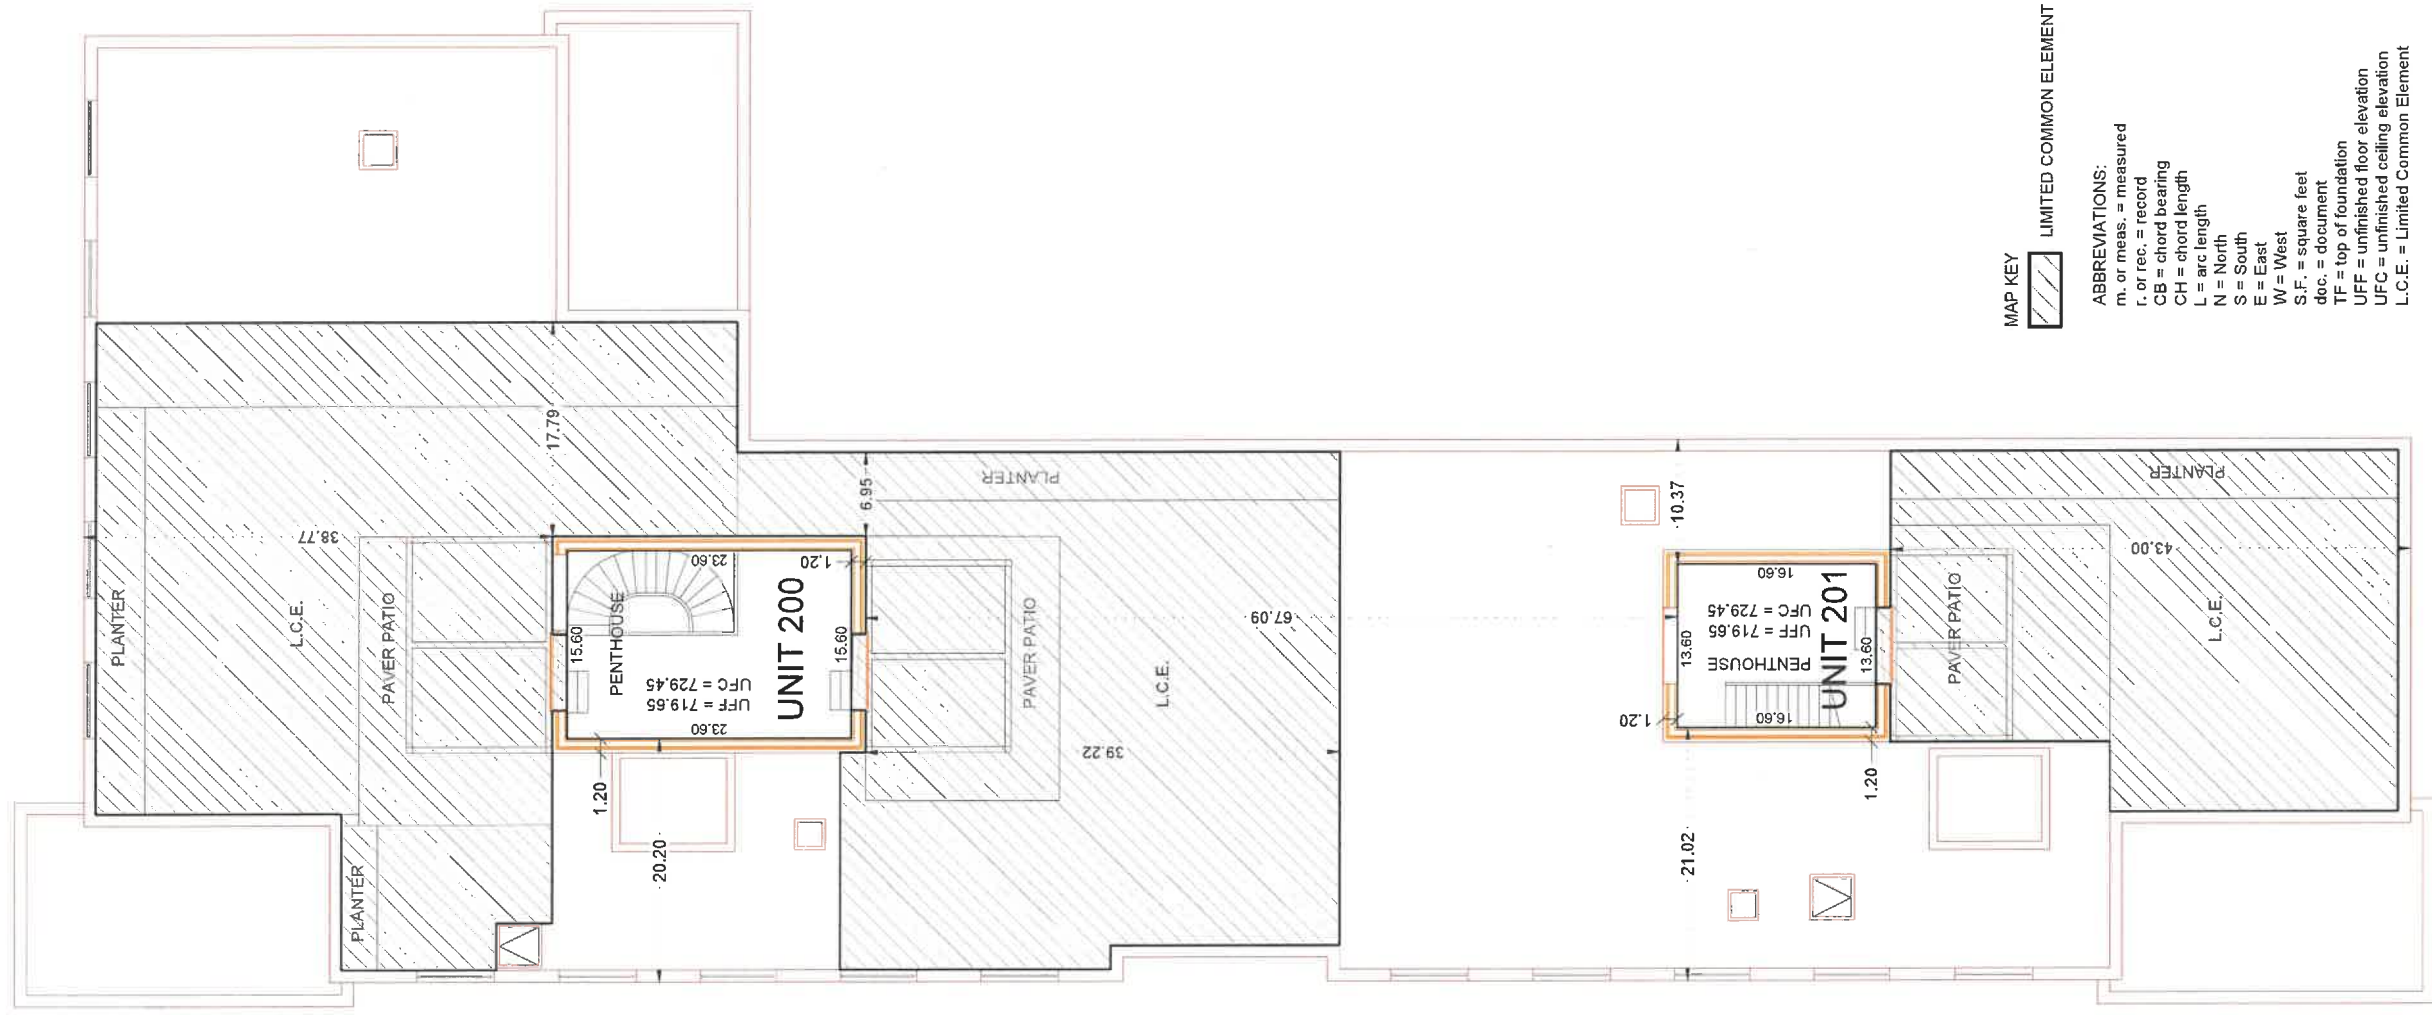 PLANTER
L.C.E.
38.77
PAVER PATIO
PLANTER
17.79
PENTHOUSE
15.60
23.60
23.60
UFF = 719.65
UFC = 729.45
UNIT 200
15.60
1.20
1.20
20.20
6.95
PLANTER
PAVER PATIO
L.C.E.
39.22
67.09
10.37
13.60
16.60
16.60
PENTHOUSE
UFF = 719.65
UFC = 729.45
UNIT 201
13.60
1.20
1.20
21.02
43.00
PLANTER
PAVER PATIO
L.C.E.
MAP KEY
LIMITED COMMON ELEMENT
ABBREVIATIONS:
m. or meas. = measured
r. or rec. = record
CB = chord bearing
CH = chord length
L = arc length
N = North
S = South
E = East
W = West
S.F. = square feet
doc. = document
TF = top of foundation
UFF = unfinished floor elevation
UFC = unfinished ceiling elevation
L.C.E. = Limited Common Element